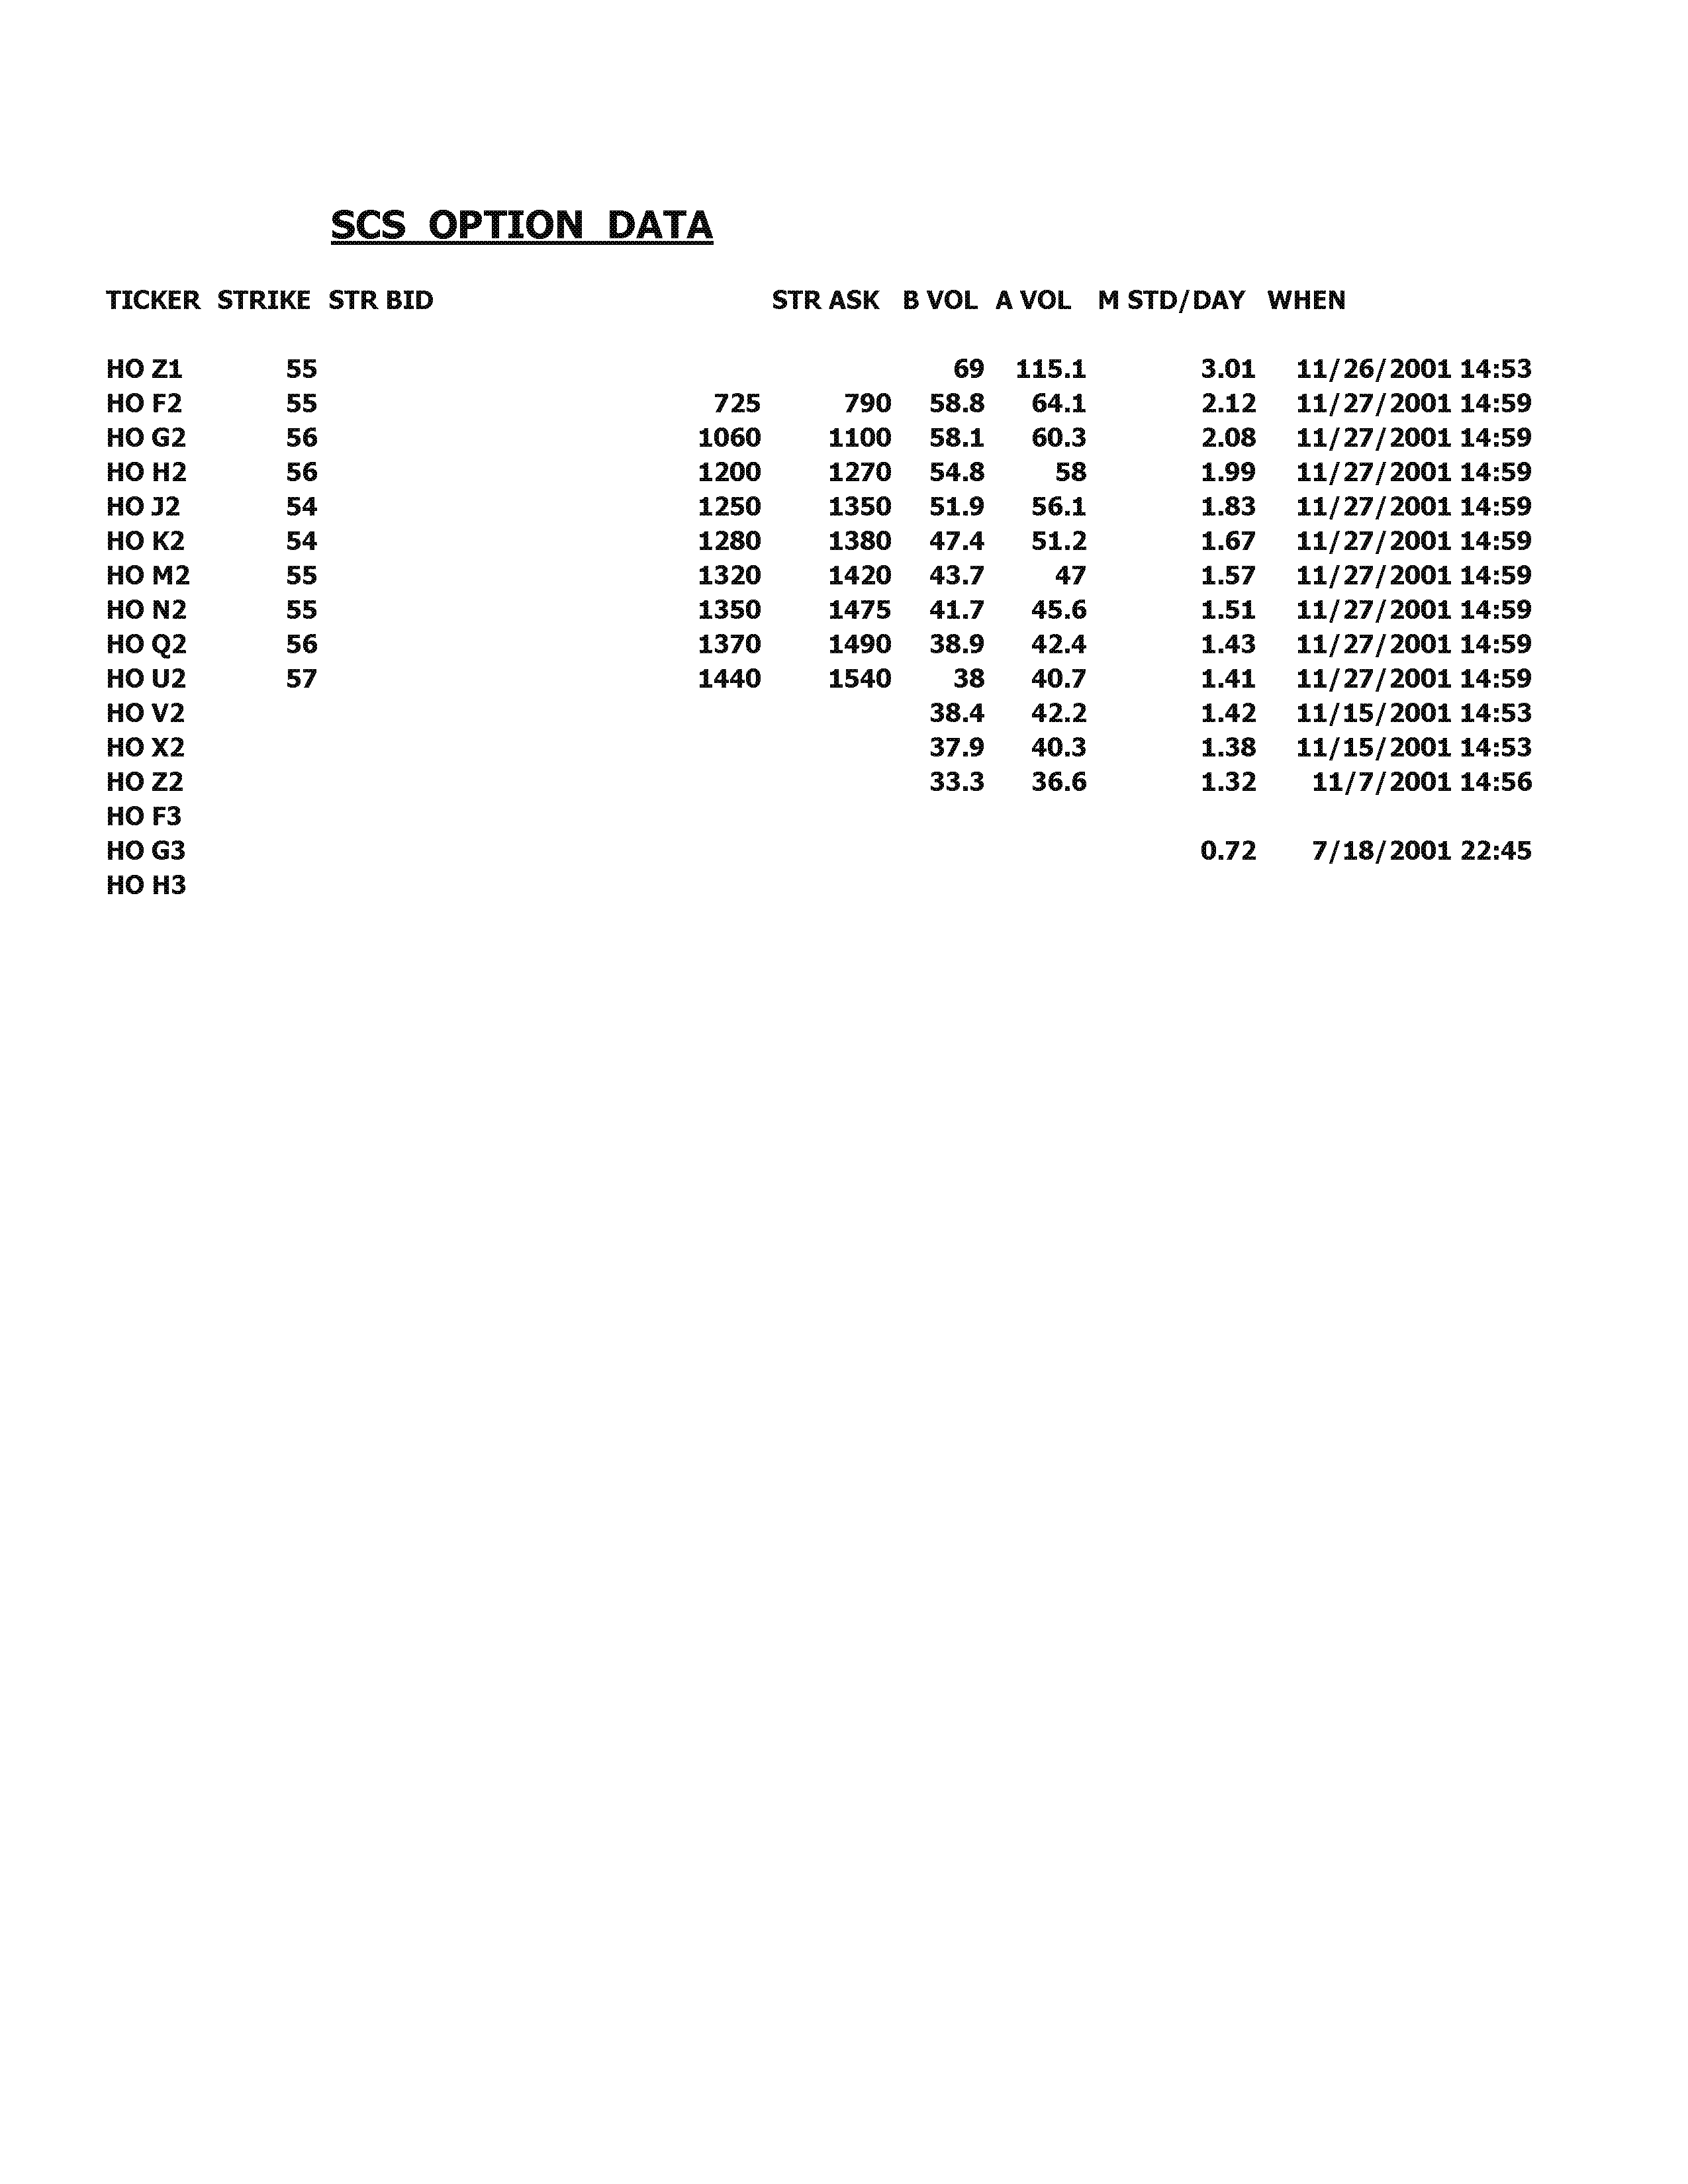 SCS OPTION DATA
TICKER STRIKE STR BID STR ASK B VOL A VOL M STD/DAY WHEN
HO Z1 55 69 115.1 3.01 11/26/2001 14:53
HO F2 55 725 790 58.8 64.1 2.12 11/27/2001 14:59
HO G2 56 1060 1100 58.1 60.3 2.08 11/27/2001 14:59
HO H2 56 1200 1270 54.8 58 1.99 11/27/2001 14:59
HO J2 54 1250 1350 51.9 56.1 1.83 11/27/2001 14:59
HO K2 54 1280 1380 47.4 51.2 1.67 11/27/2001 14:59
HO M2 55 1320 1420 43.7 47 1.57 11/27/2001 14:59
HO N2 55 1350 1475 41.7 45.6 1.51 11/27/2001 14:59
HO Q2 56 1370 1490 38.9 42.4 1.43 11/27/2001 14:59
HO U2 57 1440 1540 38 40.7 1.41 11/27/2001 14:59
HO V2 38.4 42.2 1.42 11/15/2001 14:53
HO X2 37.9 40.3 1.38 11/15/2001 14:53
HO Z2 33.3 36.6 1.32 11/7/2001 14:56
HO F3
HO G3 0.72 7/18/2001 22:45
HO H3